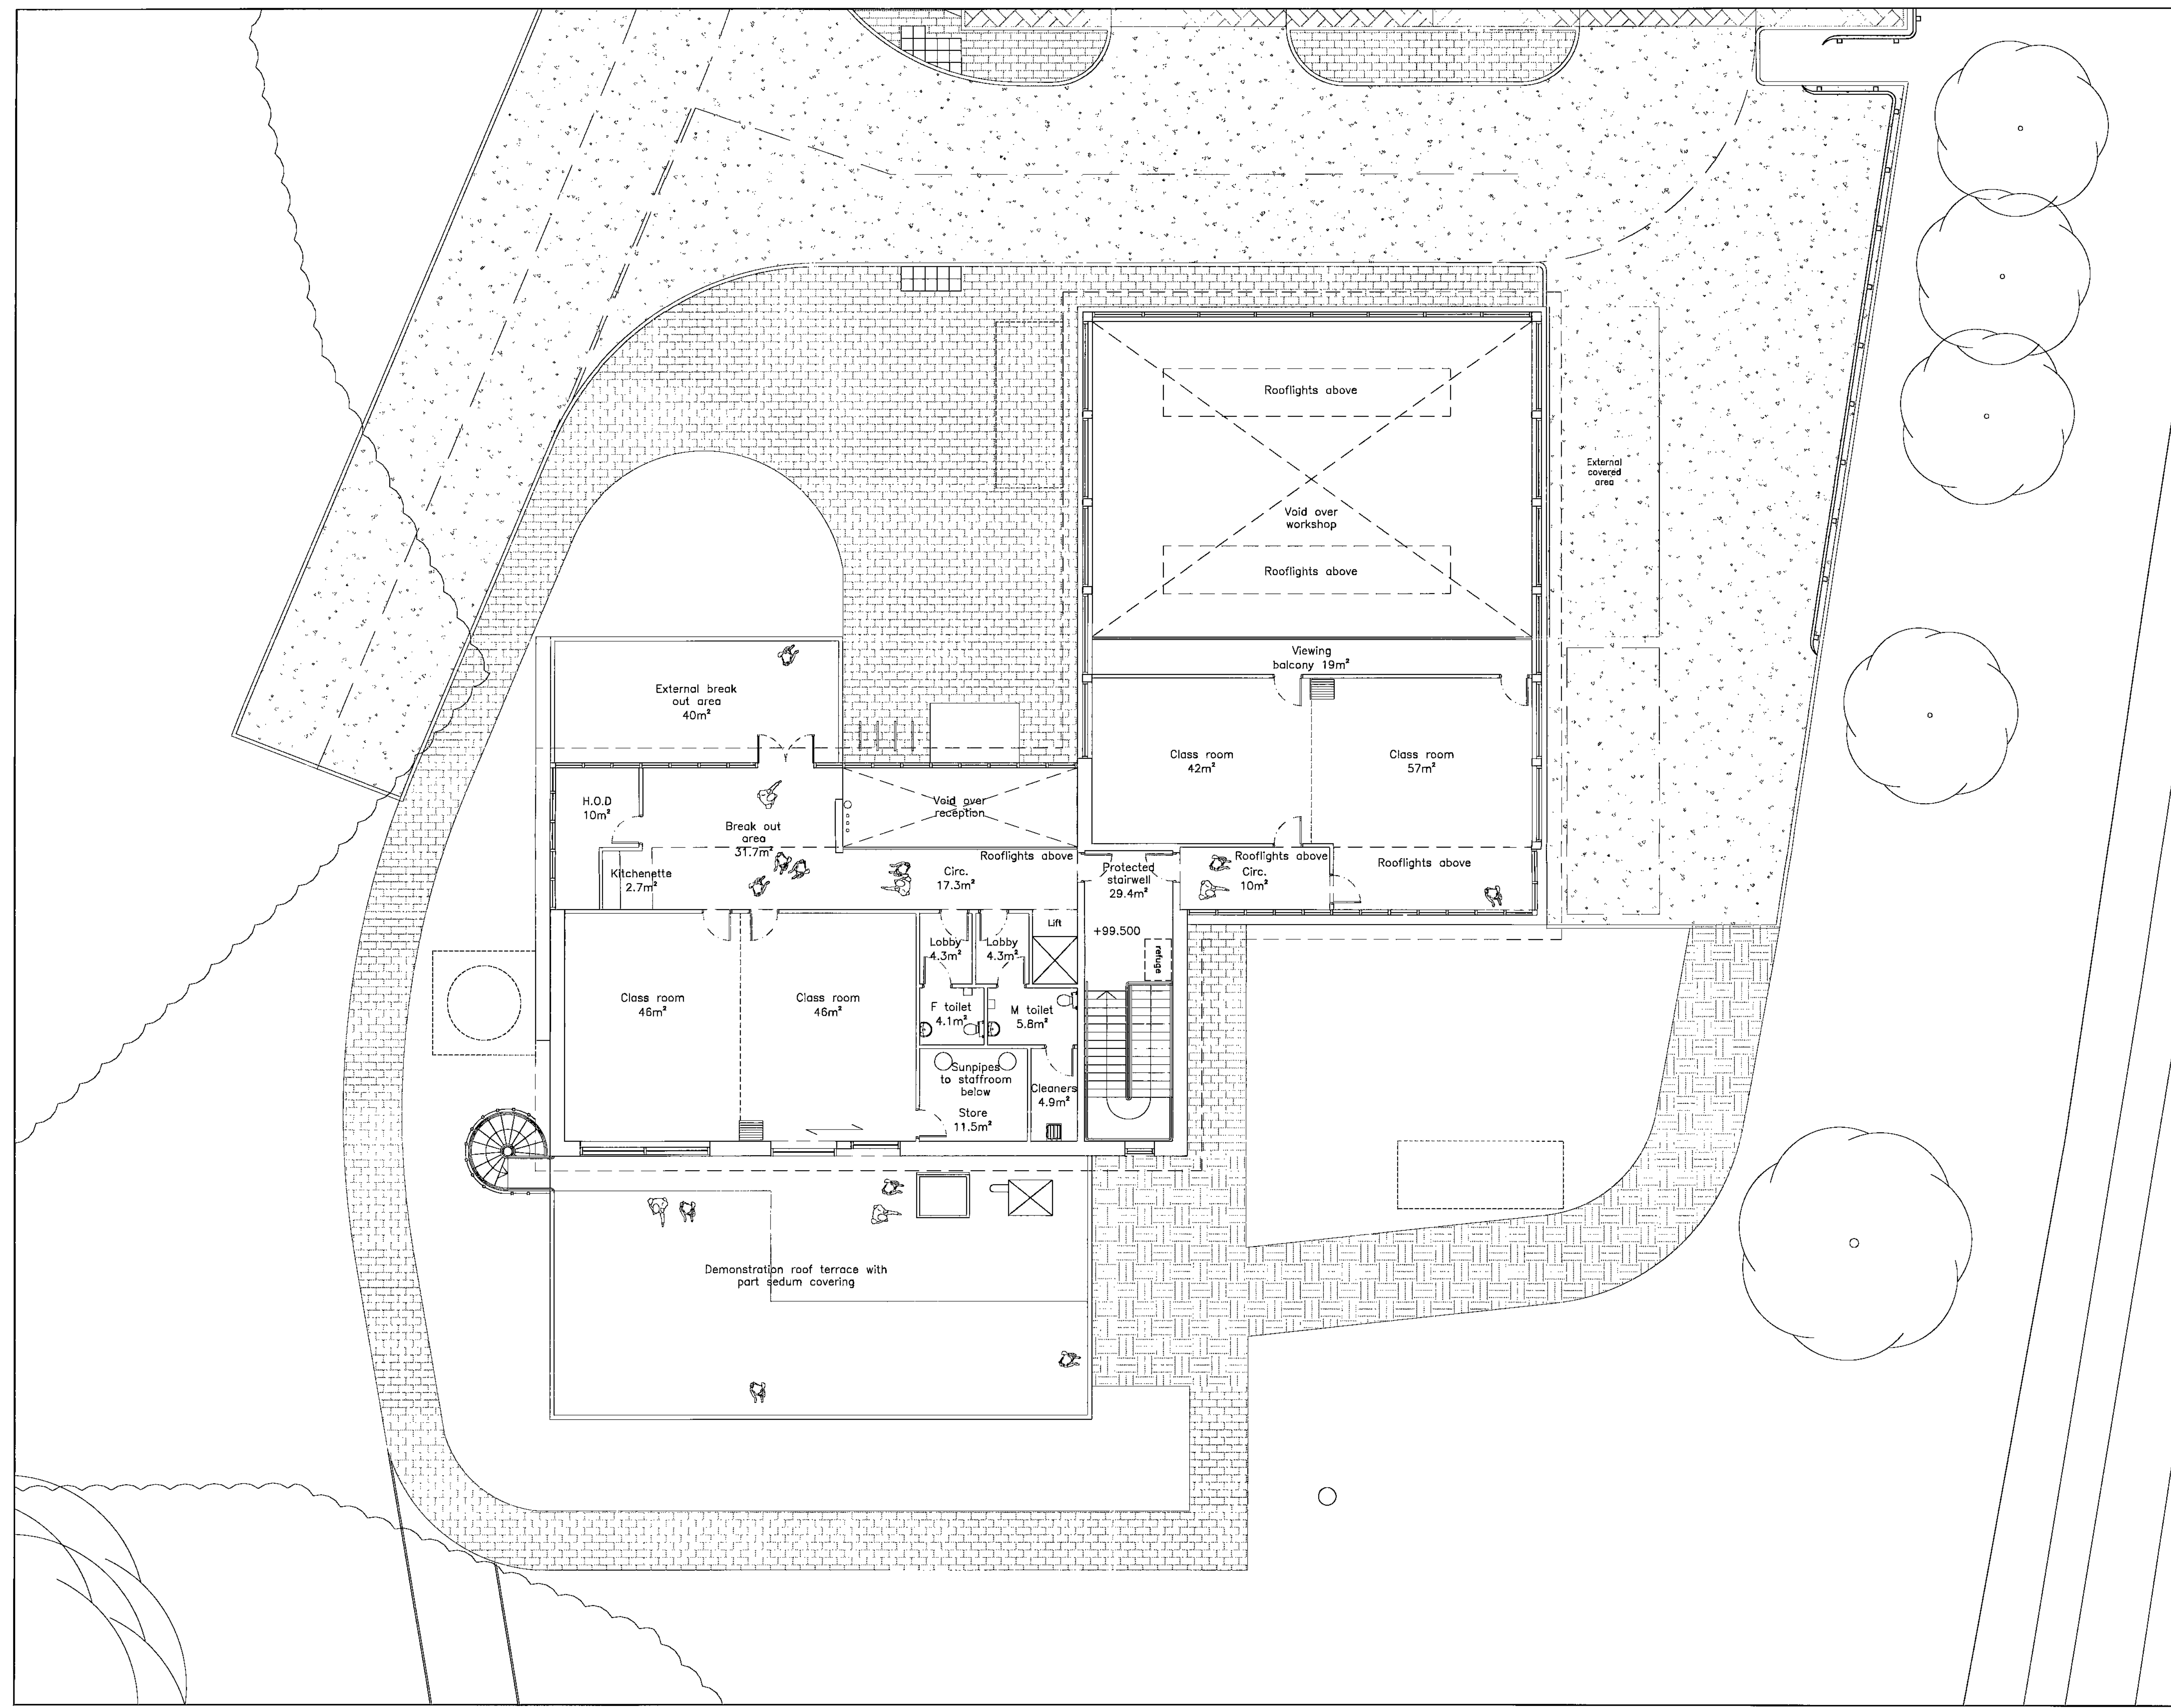 Rooflights above
External
covered
area
Void over
workshop
Rooflights above
Viewing
balcony 19m²
External break
out area
40m²
Class room
42m²
Class room
57m²
H.O.D
10m²
Void over
reception
Break out
area
31.7m²
Rooflights above
Rooflights above
Rooflights above
Kitchenette
2.7m²
Circ.
17.3m²
Protected
stairwell
29.4m²
Circ.
10m²
Lift
+99.500
refuge
Lobby
4.3m²
Lobby
4.3m²
Class room
46m²
Class room
46m²
F toilet
4.1m²
M toilet
5.8m²
Sunpipes
to staffroom
below
Cleaners
4.9m²
Store
11.5m²
Demonstration roof terrace with
part sedum covering